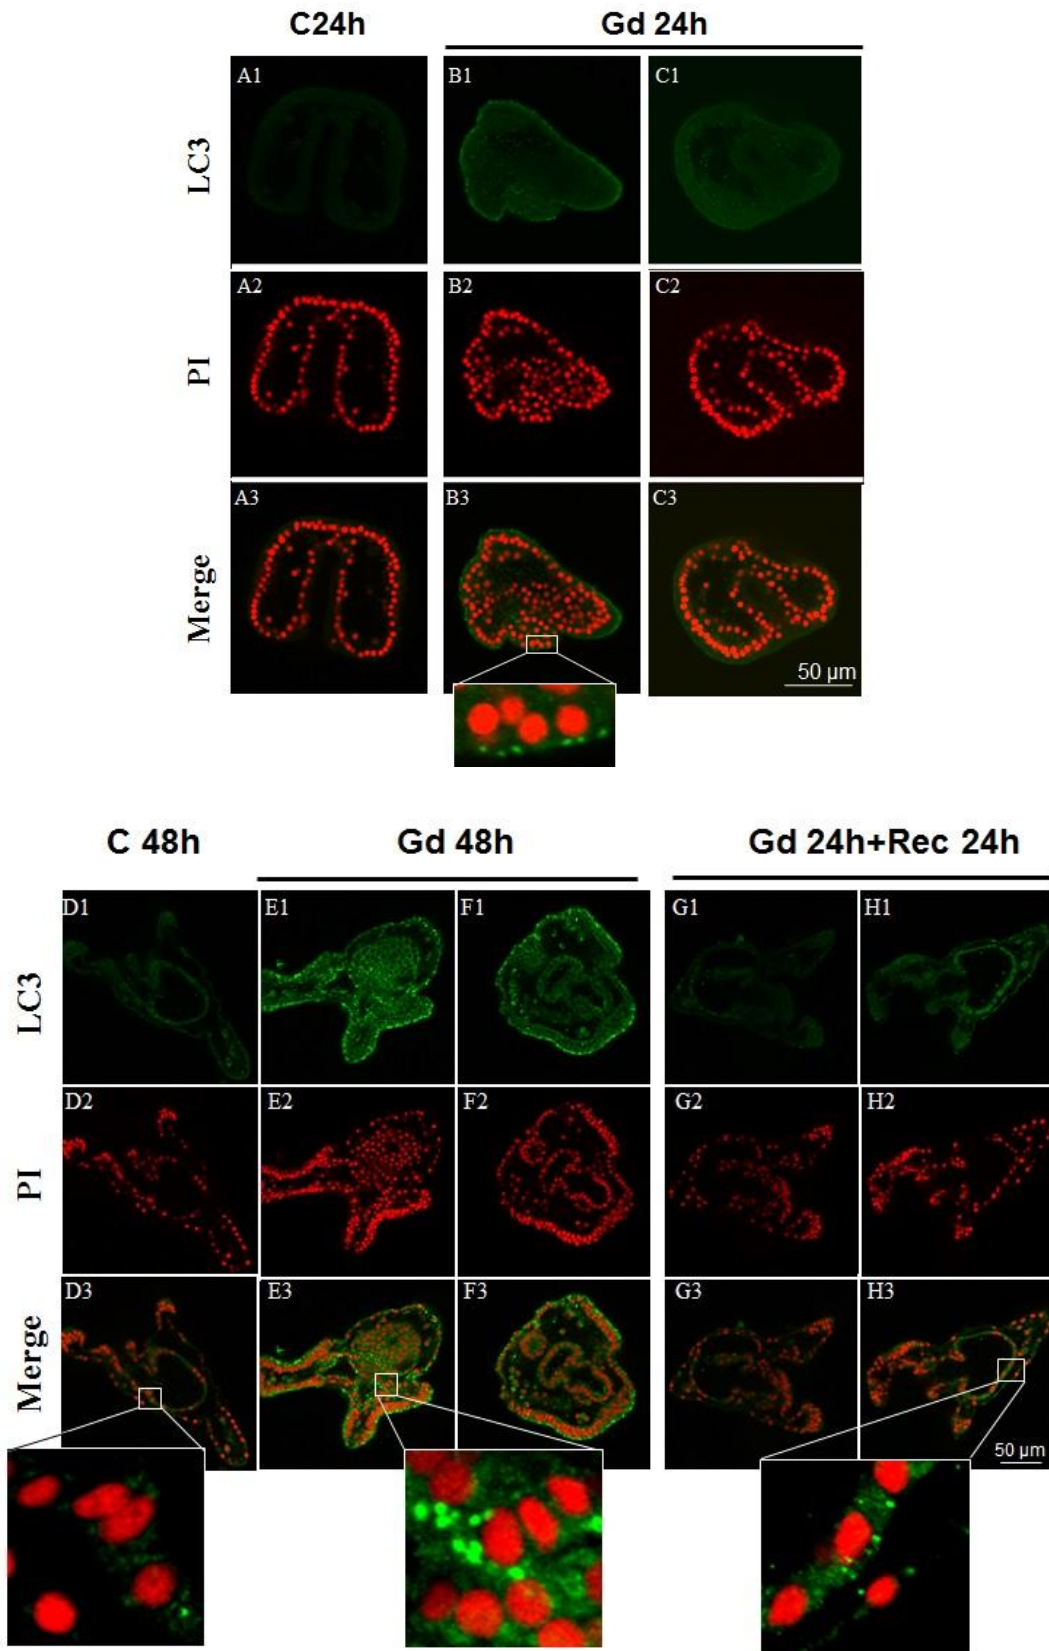 C24h Gd 24h
LC3 A1 B1 C1
PI A2 B2 C2
Merge A3 B3 C3
50 µm
C 48h Gd 48h Gd 24h+Rec 24h
LC3 D1 E1 F1 G1 H1
PI D2 E2 F2 G2 H2
Merge D3 E3 F3 G3 H3
50 µm